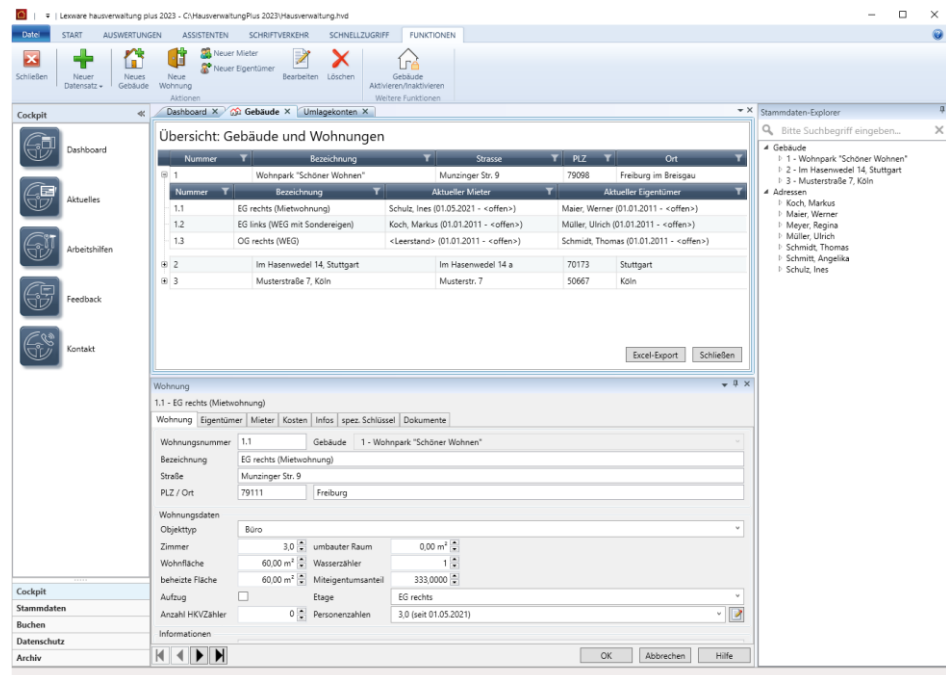 Lexware hausverwaltung plus 2023 - C:\HausverwaltungPlus 2023\Hausverwaltung.hvd
Datei START AUSWERTUNGEN ASSISTENTEN SCHRIFTVERKEHR SCHNELLZUGRIFF FUNKTIONEN
Schließen
Neuer Datensatz
Neues Gebäude
Neue Wohnung
Neuer Mieter
Neuer Eigentümer
Bearbeiten
Löschen
Gebäude Aktivieren/Inaktivieren
Aktionen
Weitere Funktionen
Cockpit
Dashboard
Aktuelles
Arbeitshilfen
Feedback
Kontakt
Cockpit
Stammdaten
Buchen
Datenschutz
Archiv
Dashboard X Gebäude X Umlagekonten X
Übersicht: Gebäude und Wohnungen
Nummer Bezeichnung Strasse PLZ Ort
1 Wohnpark "Schöner Wohnen" Munzinger Str. 9 79098 Freiburg im Breisgau
Nummer Bezeichnung Aktueller Mieter Aktueller Eigentümer
1.1 EG rechts (Mietwohnung) Schulz, Ines (01.05.2021 - <offen>) Maier, Werner (01.01.2011 - <offen>)
1.2 EG links (WEG mit Sondereigen) Koch, Markus (01.01.2011 - <offen>) Müller, Ulrich (01.01.2011 - <offen>)
1.3 OG rechts (WEG) <Leerstand> (01.01.2011 - <offen>) Schmidt, Thomas (01.01.2011 - <offen>)
2 Im Hasenwedel 14, Stuttgart Im Hasenwedel 14 a 70173 Stuttgart
3 Musterstraße 7, Köln Musterstr. 7 50667 Köln
Excel-Export Schließen
Wohnung
1.1 - EG rechts (Mietwohnung)
Wohnung Eigentümer Mieter Kosten Infos spez. Schlüssel Dokumente
Wohnungsnummer 1.1 Gebäude 1 - Wohnpark "Schöner Wohnen"
Bezeichnung EG rechts (Mietwohnung)
Straße Munzinger Str. 9
PLZ / Ort 79111 Freiburg
Wohnungsdaten
Objekttyp Büro
Zimmer 3,0 umbauter Raum 0,00 m²
Wohnfläche 60,00 m² Wasserzähler 1
beheizte Fläche 60,00 m² Miteigentumsanteil 333,0000
Aufzug Etage EG rechts
Anzahl HKVZähler 0 Personenzahlen 3,0 (seit 01.05.2021)
Informationen
OK Abbrechen Hilfe
Stammdaten-Explorer
Bitte Suchbegriff eingeben...
Gebäude
1 - Wohnpark "Schöner Wohnen"
2 - Im Hasenwedel 14, Stuttgart
3 - Musterstraße 7, Köln
Adressen
Koch, Markus
Maier, Werner
Meyer, Regina
Müller, Ulrich
Schmidt, Thomas
Schmitt, Angelika
Schulz, Ines